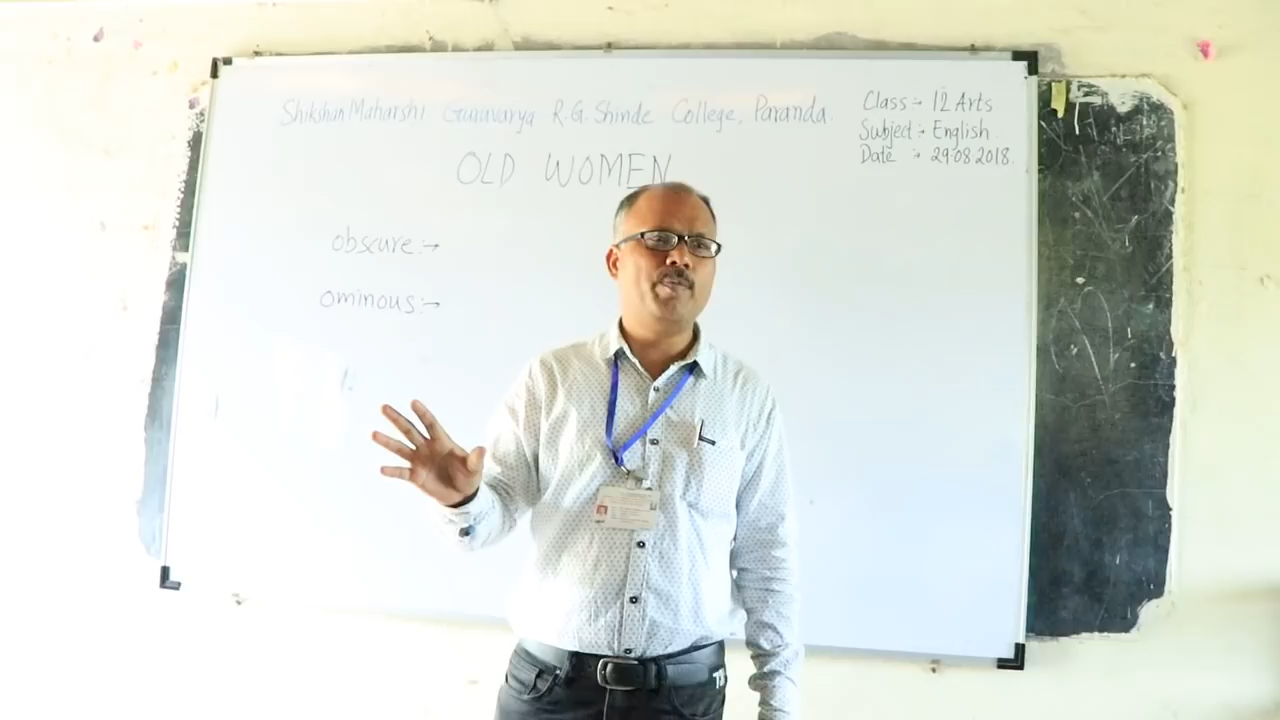 Shikshan Maharshi Guruvarya R.G. Shinde College, Paranda.
Class :- 12 Arts
Subject :- English.
Date :- 29.08.2018.
OLD WOMEN
obscure :→
ominous :→